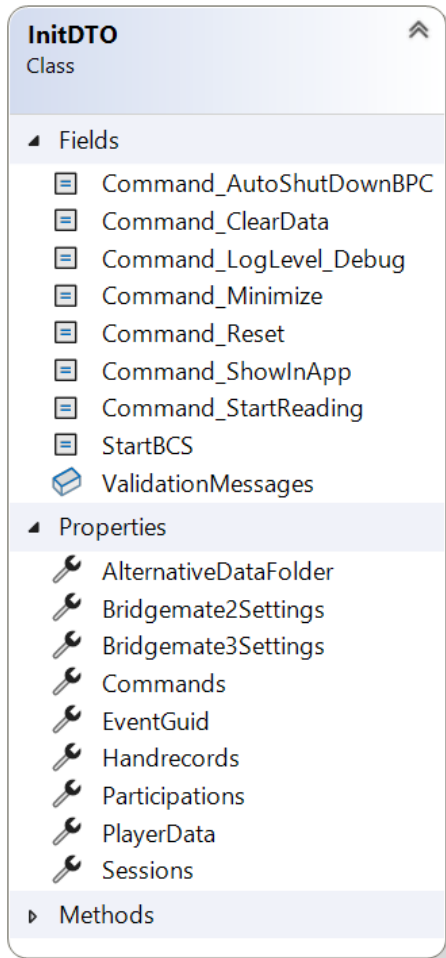 InitDTO
Class
Fields
Command_AutoShutDownBPC
Command_ClearData
Command_LogLevel_Debug
Command_Minimize
Command_Reset
Command_ShowInApp
Command_StartReading
StartBCS
ValidationMessages
Properties
AlternativeDataFolder
Bridgemate2Settings
Bridgemate3Settings
Commands
EventGuid
Handrecords
Participations
PlayerData
Sessions
Methods